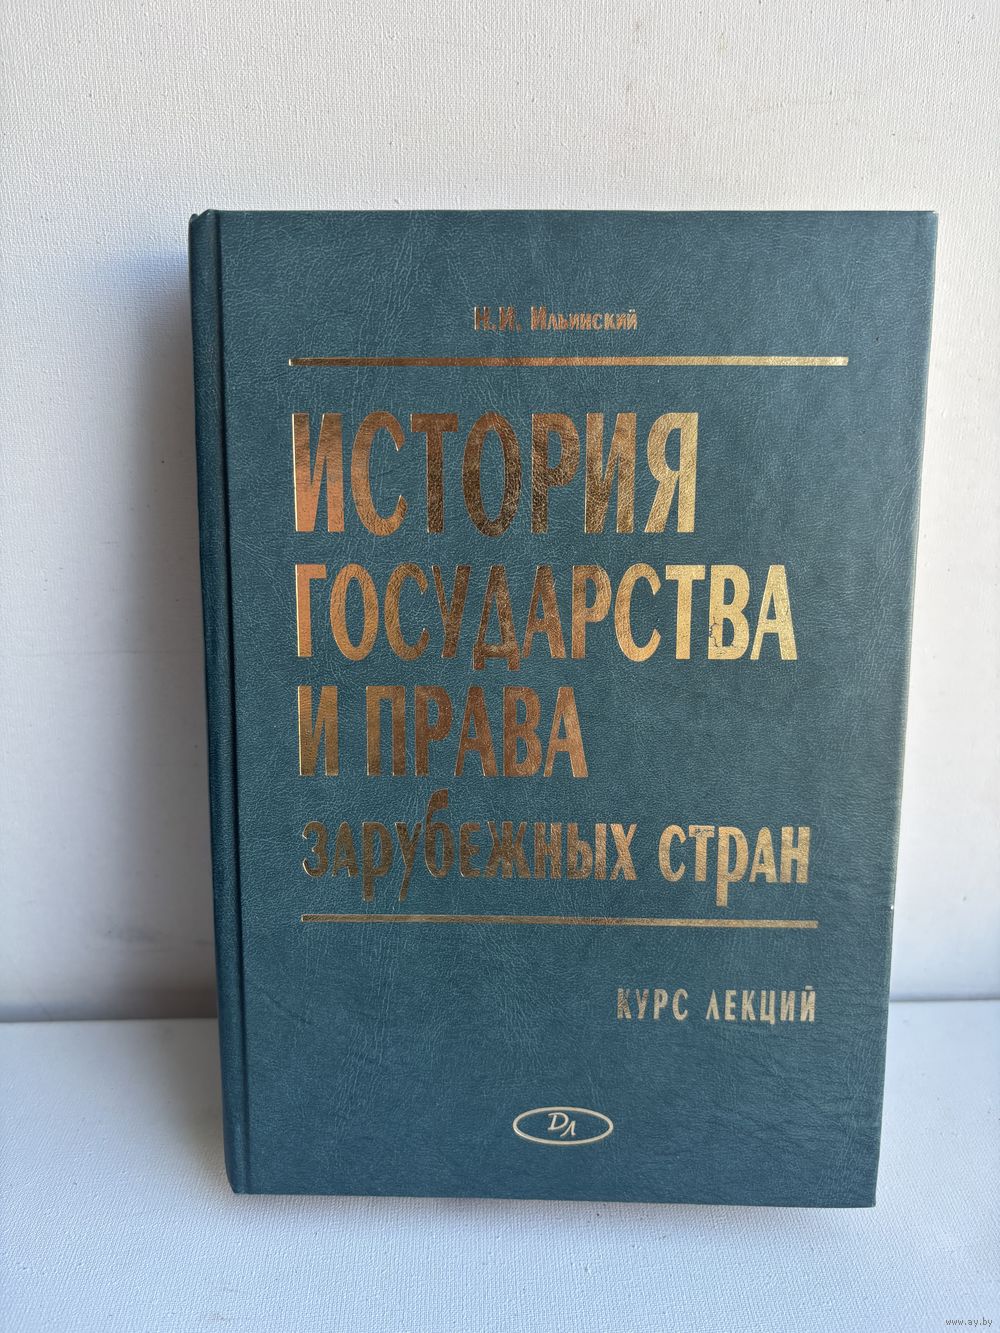 Н.И. Ильинский
ИСТОРИЯ
ГОСУДАРСТВА
И ПРАВА
ЗАРУБЕЖНЫХ СТРАН
КУРС ЛЕКЦИЙ
ДЛ
www.ay.by